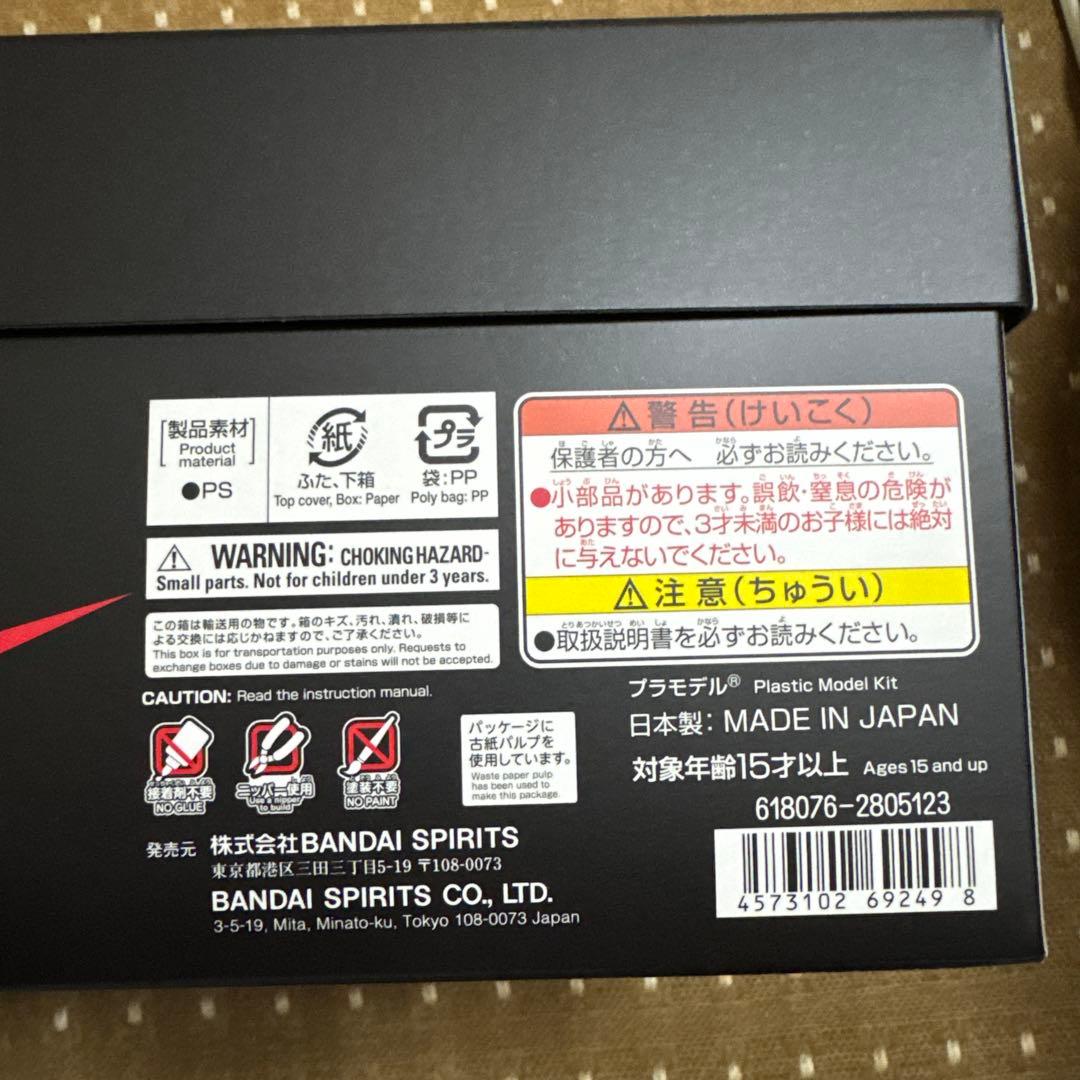 [製品素材]
Product
material
●PS
紙
ふた、下箱
Top cover, Box: Paper
プラ
袋:PP
Poly bag: PP
⚠WARNING: CHOKING HAZARD-
Small parts. Not for children under 3 years.
この箱は輸送用の物です。箱のキズ、汚れ、潰れ、破損等に
よる交換には応じかねますので、ご了承ください。
This box is for transportation purposes only. Requests to
exchange boxes due to damage or stains will not be accepted.
CAUTION: Read the instruction manual.
接着剤不要
NO GLUE
ニッパー使用
Use a nipper
to build
塗装不要
NO PAINT
パッケージに
古紙パルプを
使用しています。
Waste paper pulp
has been used to
make this package.
発売元 株式会社BANDAI SPIRITS
東京都港区三田三丁目5-19 〒108-0073
BANDAI SPIRITS CO., LTD.
3-5-19, Mita, Minato-ku, Tokyo 108-0073 Japan
⚠警告(けいこく)
保護者の方へ 必ずお読みください。
●小部品があります。誤飲・窒息の危険が
ありますので、3才未満のお子様には絶対
に与えないでください。
⚠注意(ちゅうい)
●取扱説明書を必ずお読みください。
プラモデル® Plastic Model Kit
日本製: MADE IN JAPAN
対象年齢15才以上 Ages 15 and up
618076-2805123
4573102 69249 8